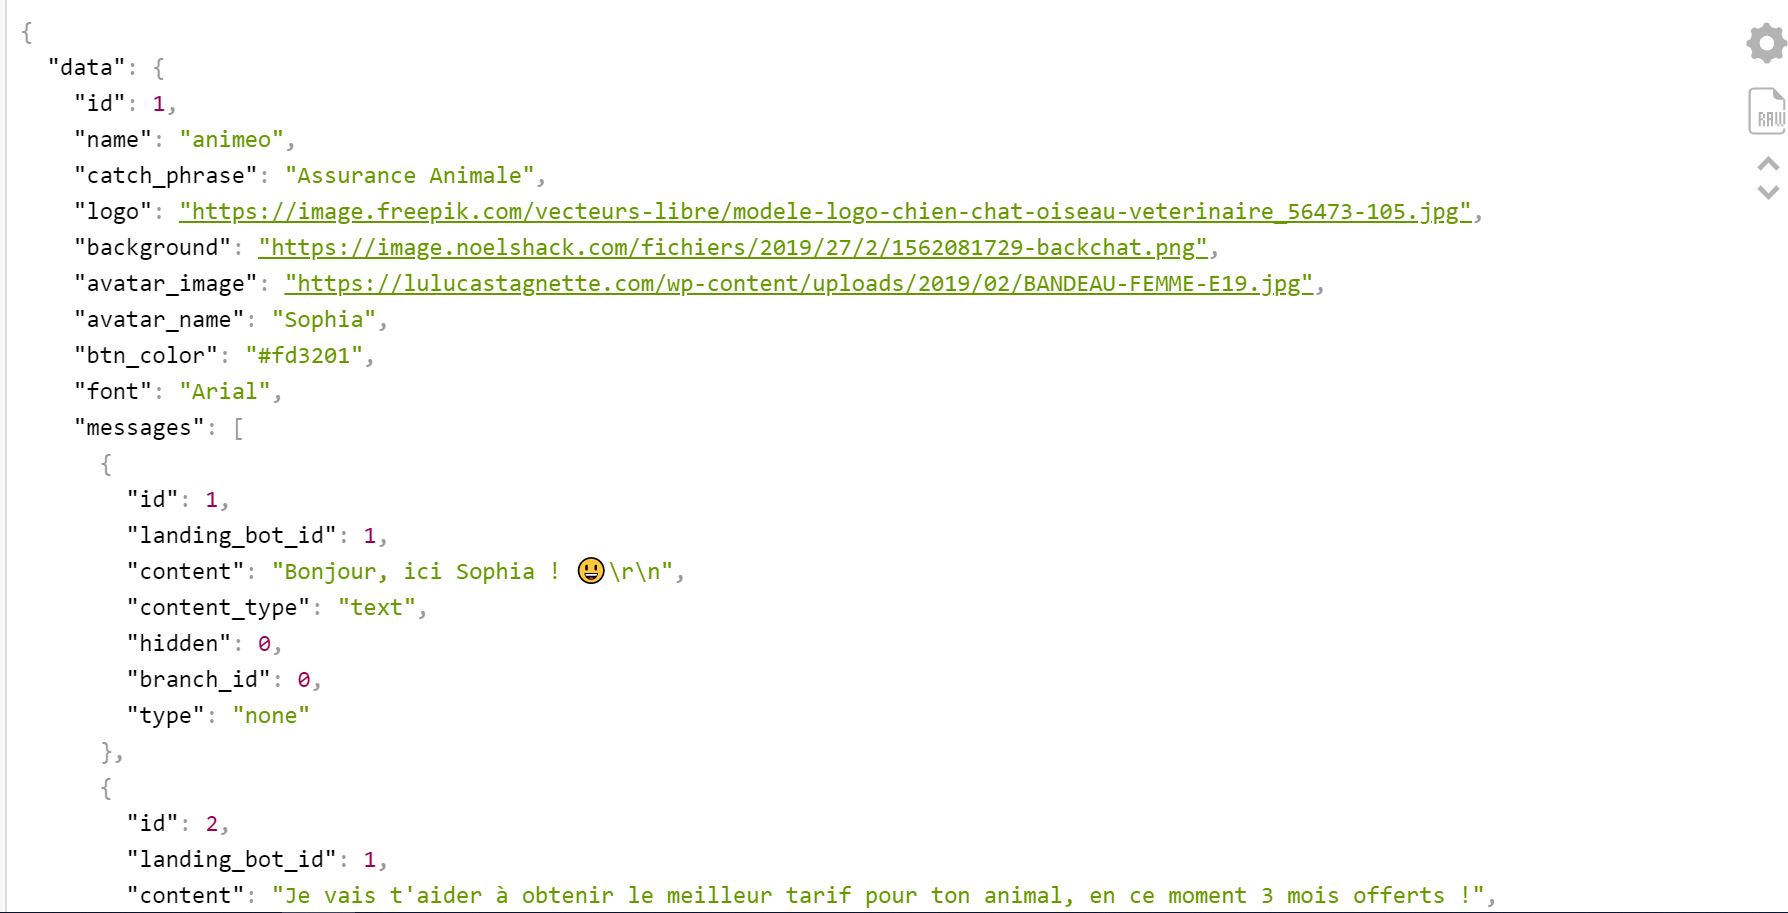 {
"data": {
"id": 1,
"name": "animeo",
"catch_phrase": "Assurance Animale",
"logo": "https://image.freepik.com/vecteurs-libre/modele-logo-chien-chat-oiseau-veterinaire_56473-105.jpg",
"background": "https://image.noelshack.com/fichiers/2019/27/2/1562081729-backchat.png",
"avatar_image": "https://lulucastagnette.com/wp-content/uploads/2019/02/BANDEAU-FEMME-E19.jpg",
"avatar_name": "Sophia",
"btn_color": "#fd3201",
"font": "Arial",
"messages": [
{
"id": 1,
"landing_bot_id": 1,
"content": "Bonjour, ici Sophia ! 😃\r\n",
"content_type": "text",
"hidden": 0,
"branch_id": 0,
"type": "none"
},
{
"id": 2,
"landing_bot_id": 1,
"content": "Je vais t'aider à obtenir le meilleur tarif pour ton animal, en ce moment 3 mois offerts !",
RAW